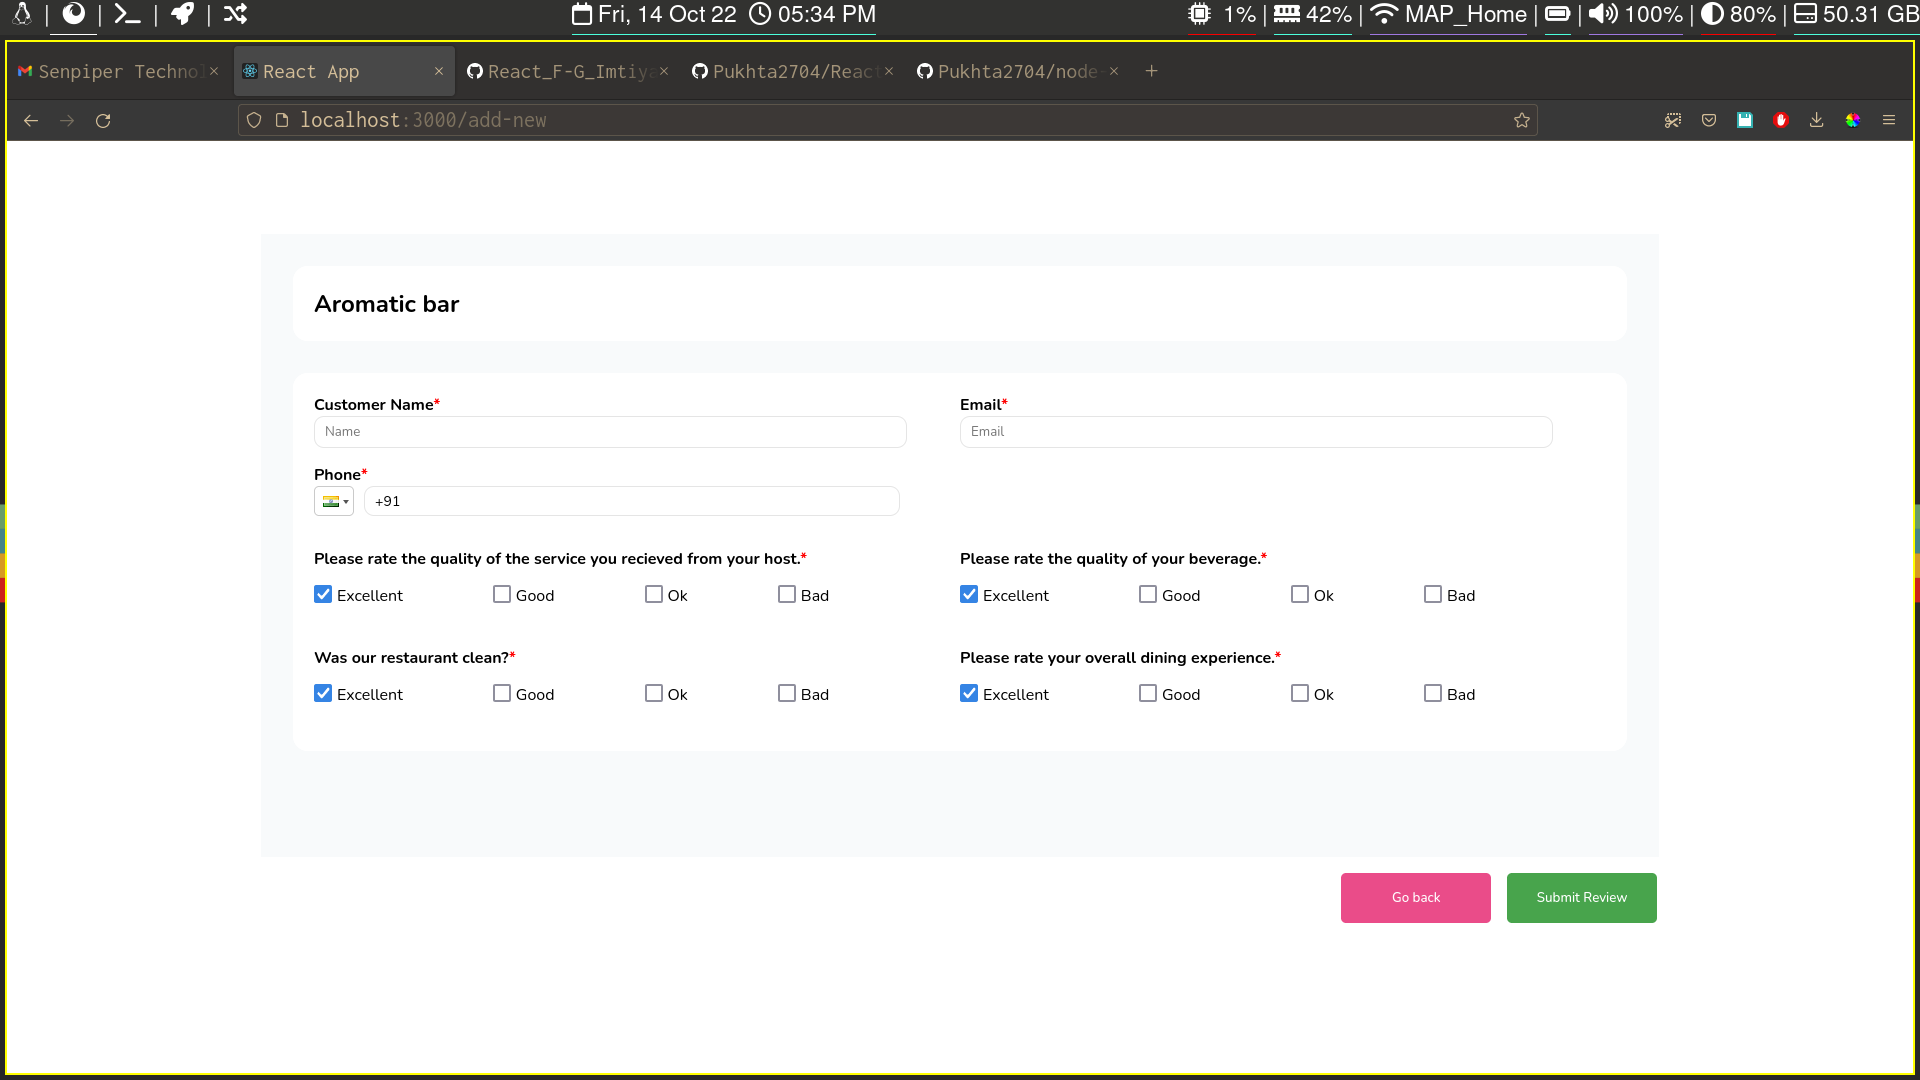 Fri, 14 Oct 22 05:34 PM 1% | 42% | MAP_Home | | 100% | 80% | 50.31 GB
Senpiper Technol React App React_F-G_Imtiya Pukhta2704/React Pukhta2704/node-
localhost:3000/add-new
Aromatic bar
Customer Name* Email*
Name Email
Phone*
+91
Please rate the quality of the service you recieved from your host.* Please rate the quality of your beverage.*
Excellent Good Ok Bad Excellent Good Ok Bad
Was our restaurant clean?* Please rate your overall dining experience.*
Excellent Good Ok Bad Excellent Good Ok Bad
Go back Submit Review